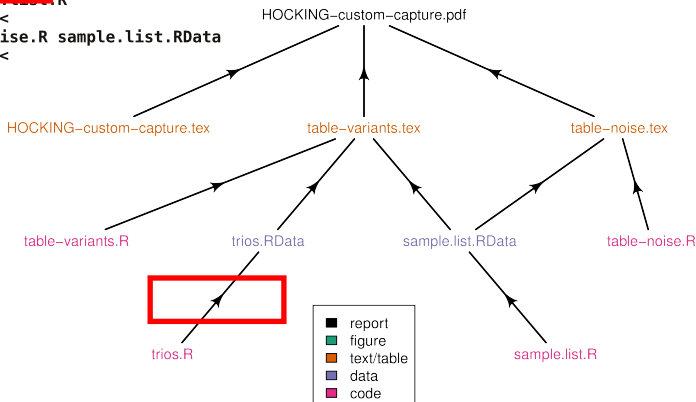 HOCKING−custom−capture.pdf
<
ise.R sample.list.RData
<
HOCKING−custom−capture.tex
table−variants.tex
table−noise.tex
table−variants.R
trios.RData
sample.list.RData
table−noise.R
trios.R
sample.list.R
report
figure
text/table
data
code